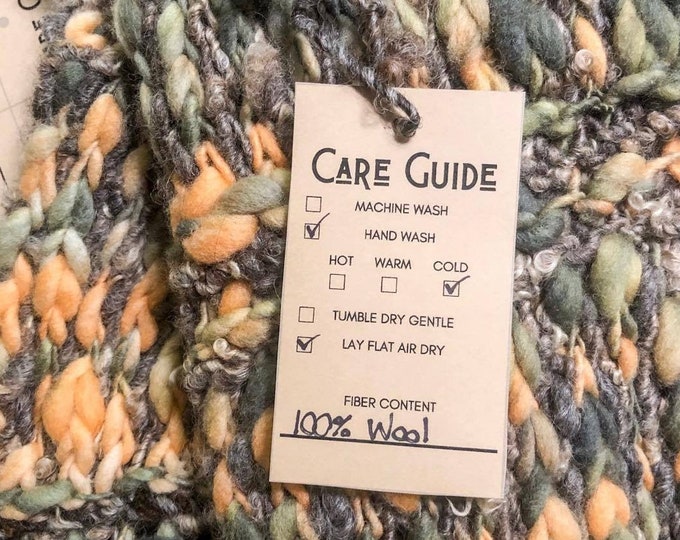 CARE GUIDE
MACHINE WASH
HAND WASH
HOT WARM COLD
TUMBLE DRY GENTLE
LAY FLAT AIR DRY
FIBER CONTENT
100% Wool